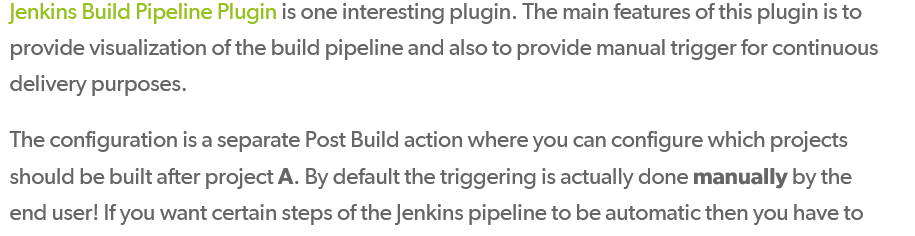 Jenkins Build Pipeline Plugin is one interesting plugin. The main features of this plugin is to
provide visualization of the build pipeline and also to provide manual trigger for continuous
delivery purposes.
The configuration is a separate Post Build action where you can configure which projects
should be built after project A. By default the triggering is actually done manually by the
end user! If you want certain steps of the Jenkins pipeline to be automatic then you have to